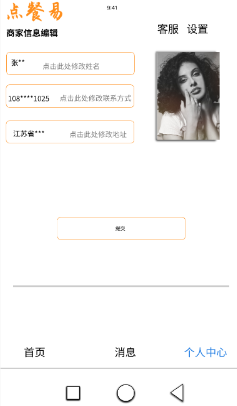 9:41
点餐易
客服 设置
商家信息编辑
张** 点击此处修改姓名
108****1025 点击此处修改联系方式
江苏省*** 点击此处修改地址
提交
首页 消息 个人中心